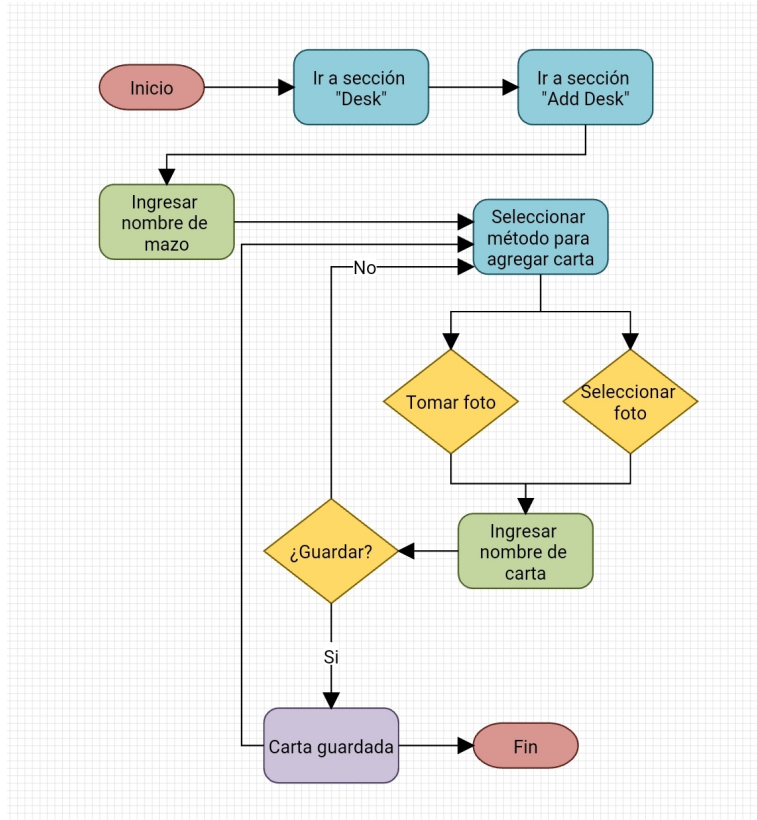 Inicio
Ir a sección
"Desk"
Ir a sección
"Add Desk"
Ingresar
nombre de
mazo
Seleccionar
método para
agregar carta
No
Tomar foto
Seleccionar
foto
¿Guardar?
Ingresar
nombre de
carta
Si
Carta guardada
Fin